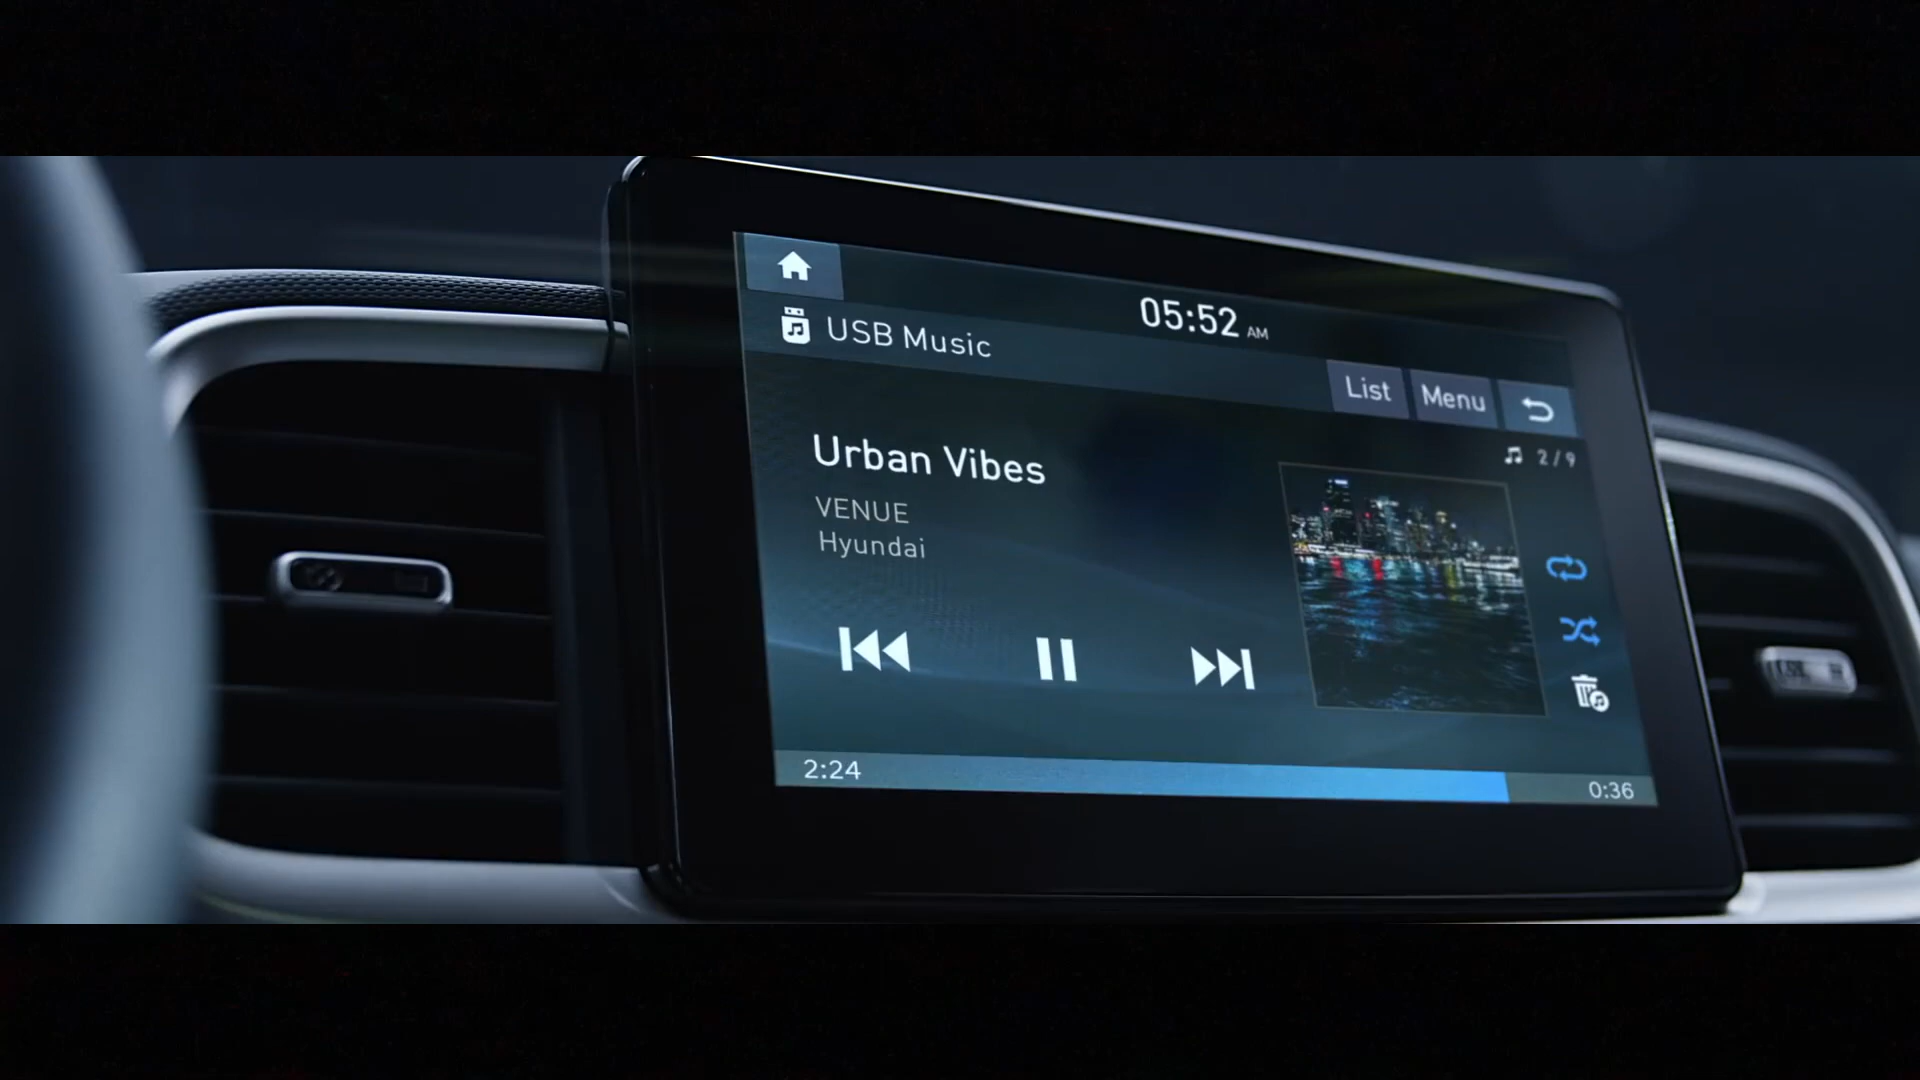 05:52 AM
USB Music
List Menu
2/9
Urban Vibes
VENUE
Hyundai
2:24
0:36